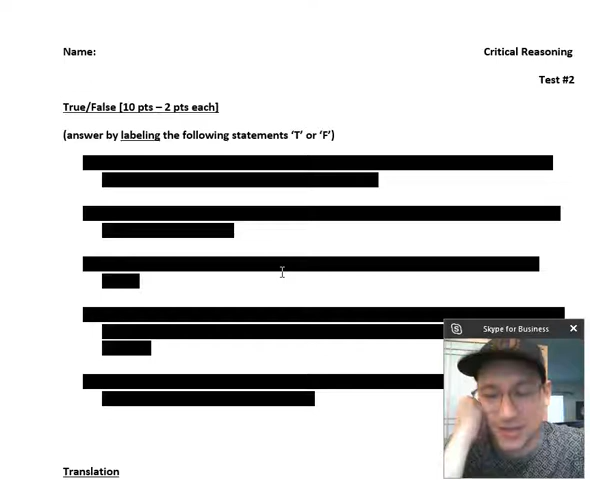 Name:
Critical Reasoning
Test #2
True/False [10 pts – 2 pts each]
(answer by labeling the following statements ‘T’ or ‘F’)
Skype for Business
Translation